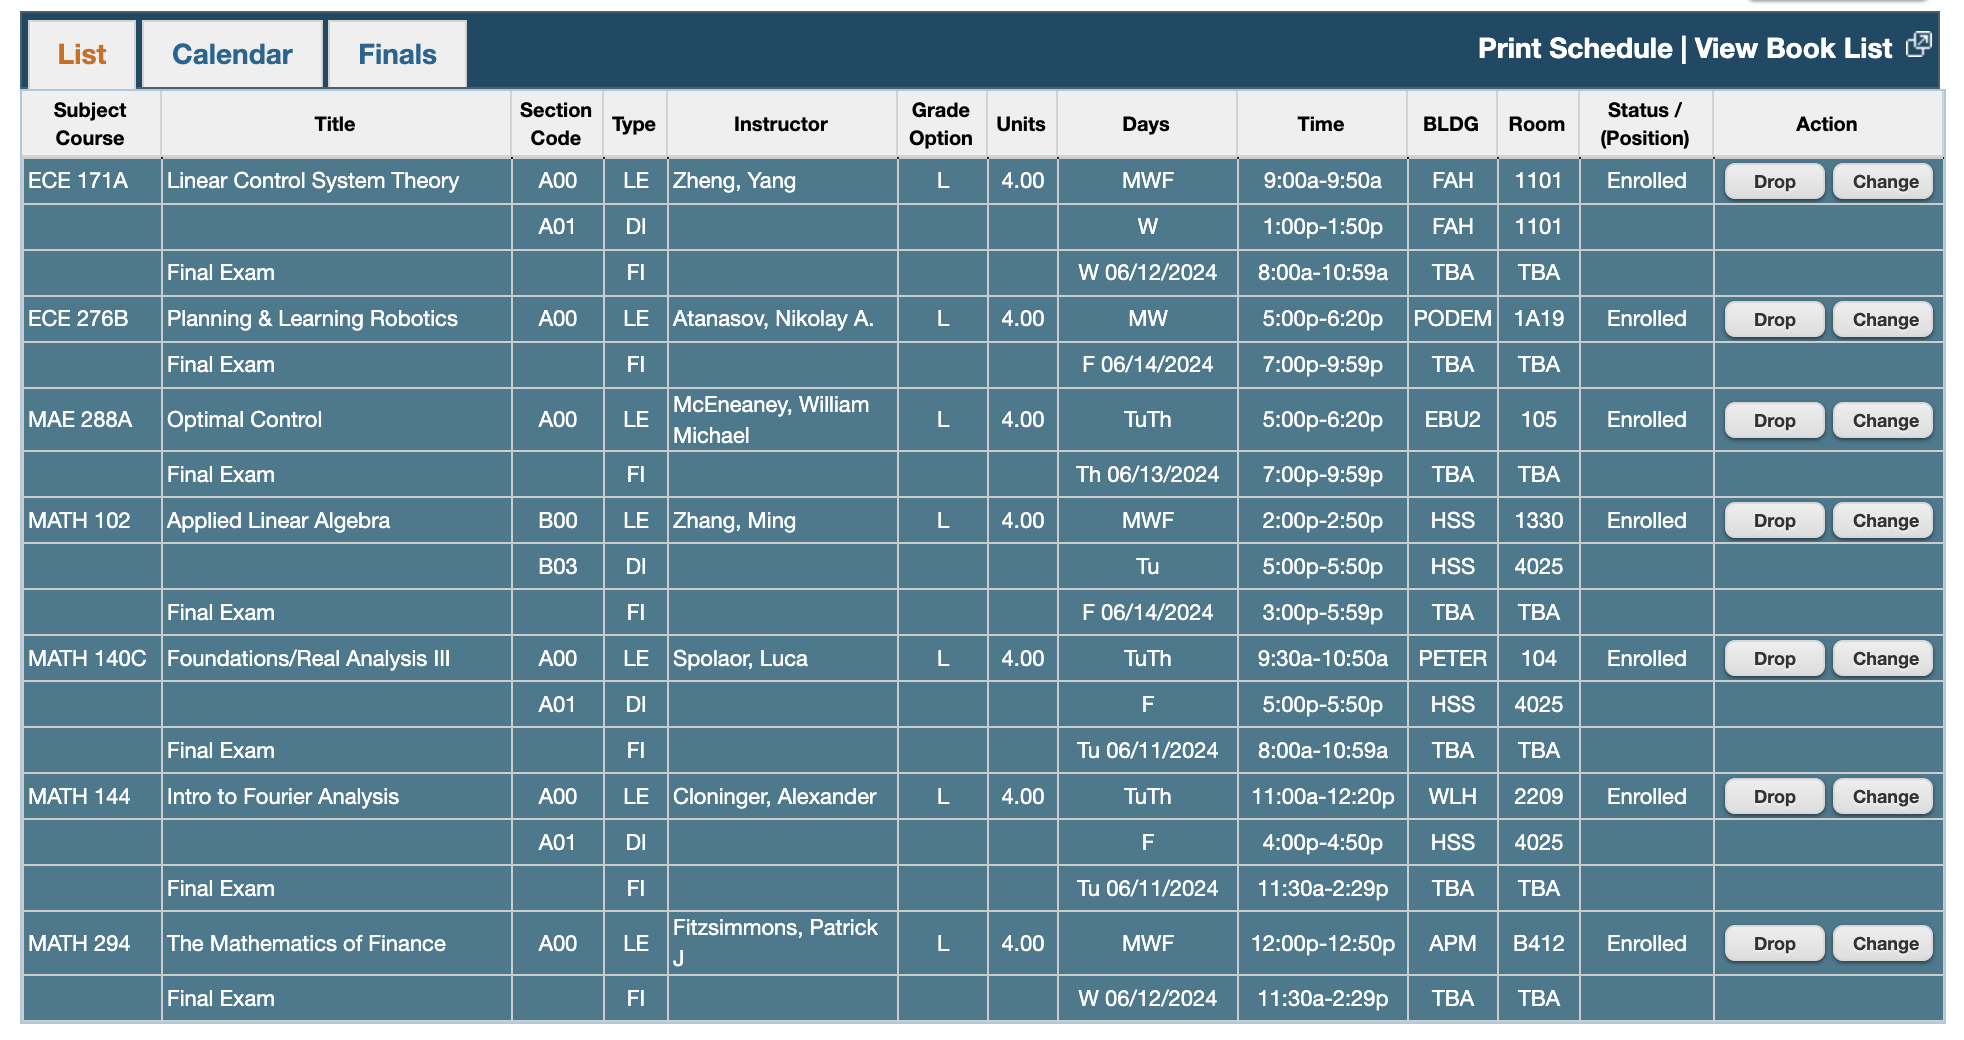 List Calendar Finals Print Schedule | View Book List
Subject Course Title Section Code Type Instructor Grade Option Units Days Time BLDG Room Status / (Position) Action
ECE 171A Linear Control System Theory A00 LE Zheng, Yang L 4.00 MWF 9:00a-9:50a FAH 1101 Enrolled Drop Change
A01 DI W 1:00p-1:50p FAH 1101
Final Exam FI W 06/12/2024 8:00a-10:59a TBA TBA
ECE 276B Planning & Learning Robotics A00 LE Atanasov, Nikolay A. L 4.00 MW 5:00p-6:20p PODEM 1A19 Enrolled Drop Change
Final Exam FI F 06/14/2024 7:00p-9:59p TBA TBA
MAE 288A Optimal Control A00 LE McEneaney, William Michael L 4.00 TuTh 5:00p-6:20p EBU2 105 Enrolled Drop Change
Final Exam FI Th 06/13/2024 7:00p-9:59p TBA TBA
MATH 102 Applied Linear Algebra B00 LE Zhang, Ming L 4.00 MWF 2:00p-2:50p HSS 1330 Enrolled Drop Change
B03 DI Tu 5:00p-5:50p HSS 4025
Final Exam FI F 06/14/2024 3:00p-5:59p TBA TBA
MATH 140C Foundations/Real Analysis III A00 LE Spolaor, Luca L 4.00 TuTh 9:30a-10:50a PETER 104 Enrolled Drop Change
A01 DI F 5:00p-5:50p HSS 4025
Final Exam FI Tu 06/11/2024 8:00a-10:59a TBA TBA
MATH 144 Intro to Fourier Analysis A00 LE Cloninger, Alexander L 4.00 TuTh 11:00a-12:20p WLH 2209 Enrolled Drop Change
A01 DI F 4:00p-4:50p HSS 4025
Final Exam FI Tu 06/11/2024 11:30a-2:29p TBA TBA
MATH 294 The Mathematics of Finance A00 LE Fitzsimmons, Patrick J L 4.00 MWF 12:00p-12:50p APM B412 Enrolled Drop Change
Final Exam FI W 06/12/2024 11:30a-2:29p TBA TBA